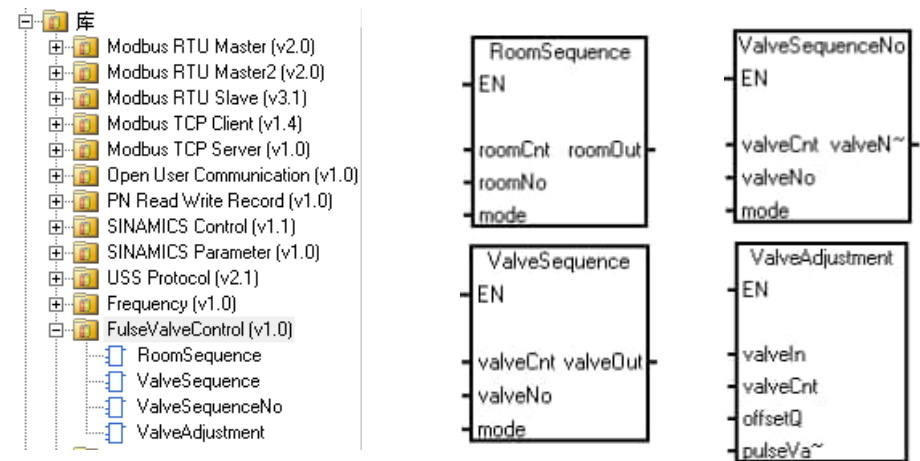 库
Modbus RTU Master (v2.0)
Modbus RTU Master2 (v2.0)
Modbus RTU Slave (v3.1)
Modbus TCP Client (v1.4)
Modbus TCP Server (v1.0)
Open User Communication (v1.0)
PN Read Write Record (v1.0)
SINAMICS Control (v1.1)
SINAMICS Parameter (v1.0)
USS Protocol (v2.1)
Frequency (v1.0)
FulseValveControl (v1.0)
RoomSequence
ValveSequence
ValveSequenceNo
ValveAdjustment
RoomSequence
EN
roomCnt roomOut
roomNo
mode
ValveSequenceNo
EN
valveCnt valveN~
valveNo
mode
ValveSequence
EN
valveCnt valveOut
valveNo
mode
ValveAdjustment
EN
valveIn
valveCnt
offsetQ
pulseVa~